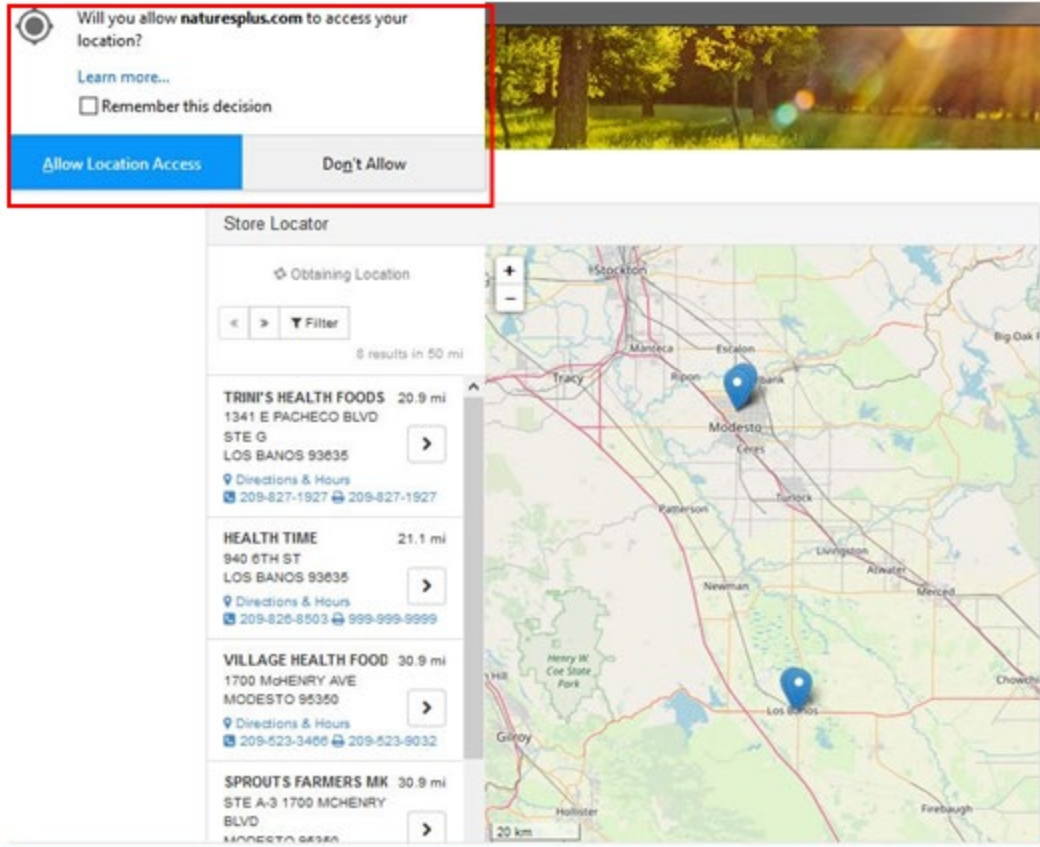 Will you allow naturesplus.com to access your
location?
Learn more...
Remember this decision
Allow Location Access
Don't Allow
Store Locator
Obtaining Location
«
»
Filter
8 results in 50 mi
TRINI'S HEALTH FOODS 20.9 mi
1341 E PACHECO BLVD
STE G
LOS BANOS 93635
Directions & Hours
209-827-1927 209-827-1927
HEALTH TIME 21.1 mi
940 6TH ST
LOS BANOS 93635
Directions & Hours
209-826-8503 999-999-9999
VILLAGE HEALTH FOOD 30.9 mi
1700 McHENRY AVE
MODESTO 95350
Directions & Hours
209-523-3466 209-523-9032
SPROUTS FARMERS MK 30.9 mi
STE A-3 1700 MCHENRY
BLVD
MODESTO 95350
+
−
Stockton
Manteca
Escalon
Big Oak F
Tracy
Ripon
bank
Modesto
Ceres
Turlock
Patterson
Livingston
Atwater
Newman
Merced
Henry W.
Coe State
Park
Hill
Chowchi
Los Banos
Gilroy
Hollister
Firebaugh
20 km